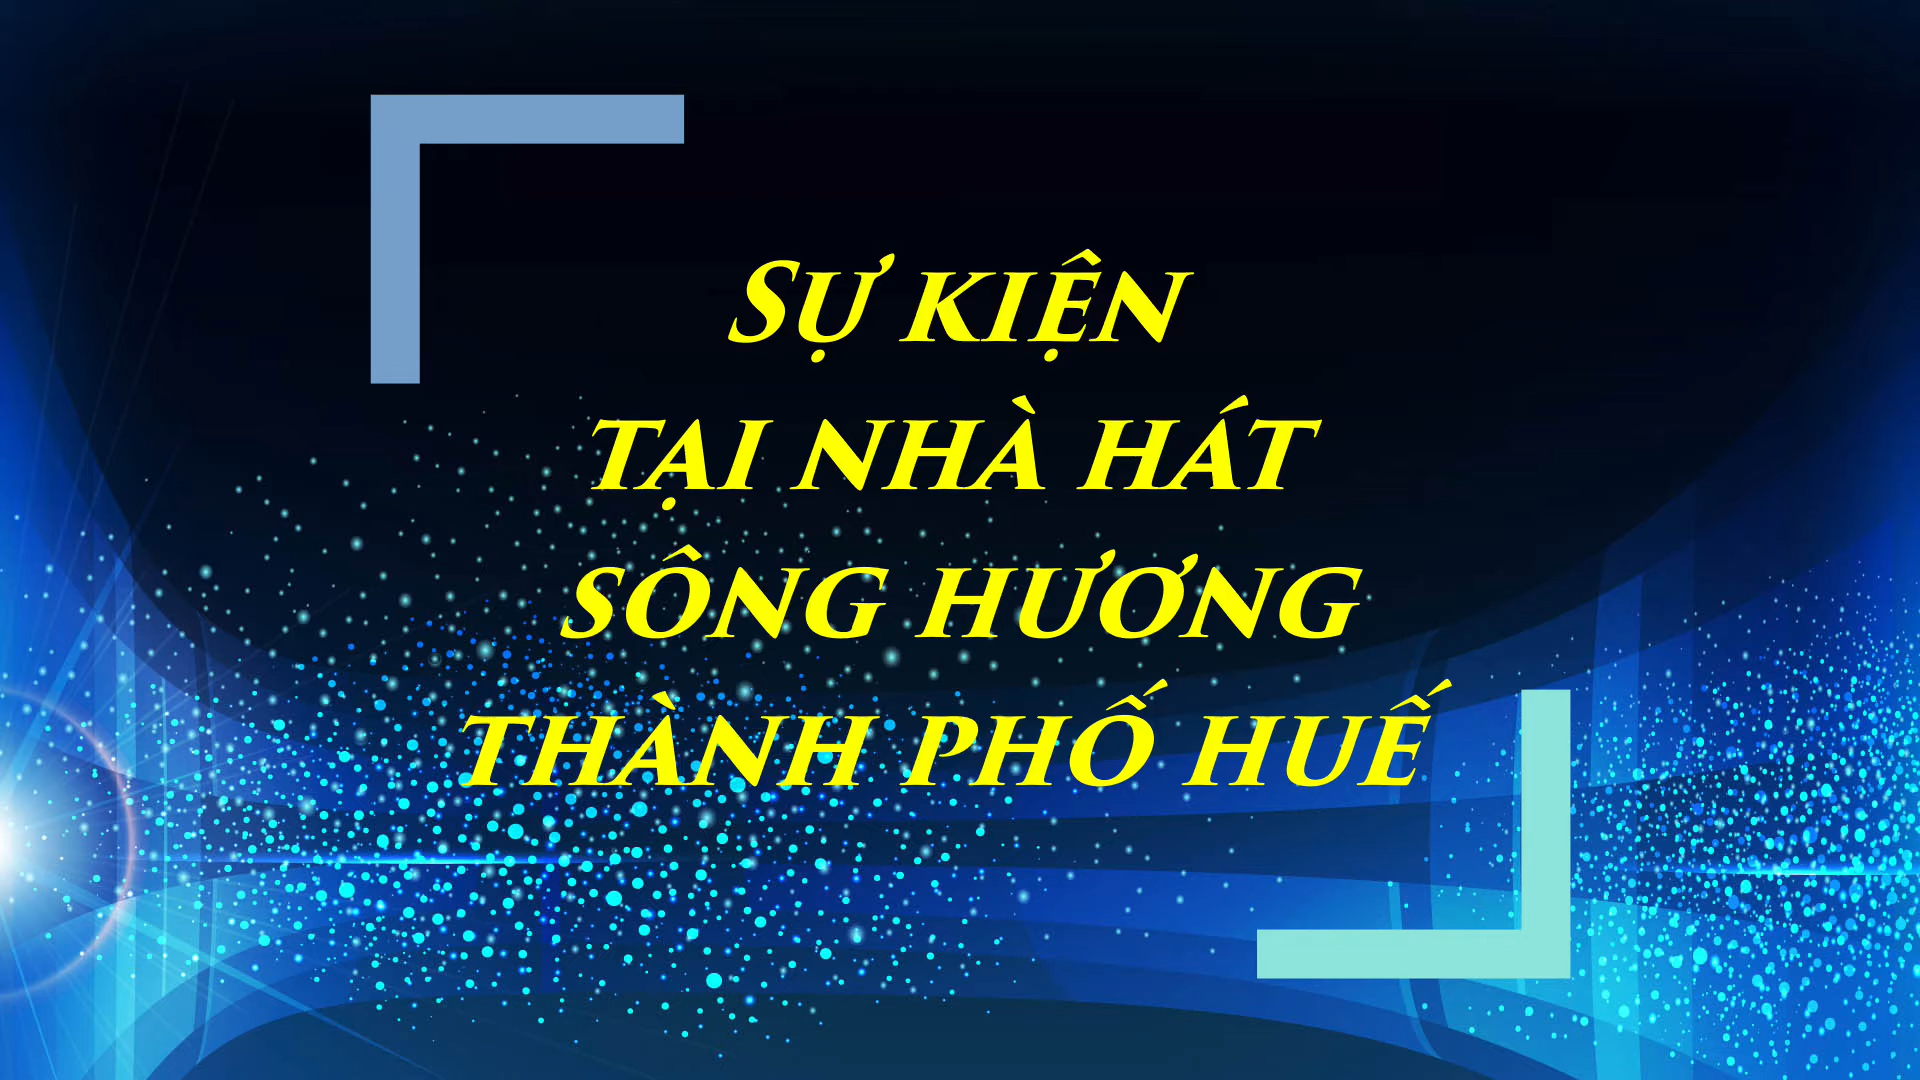 Sự kiện
tại nhà hát
sông hương
thành phố huế